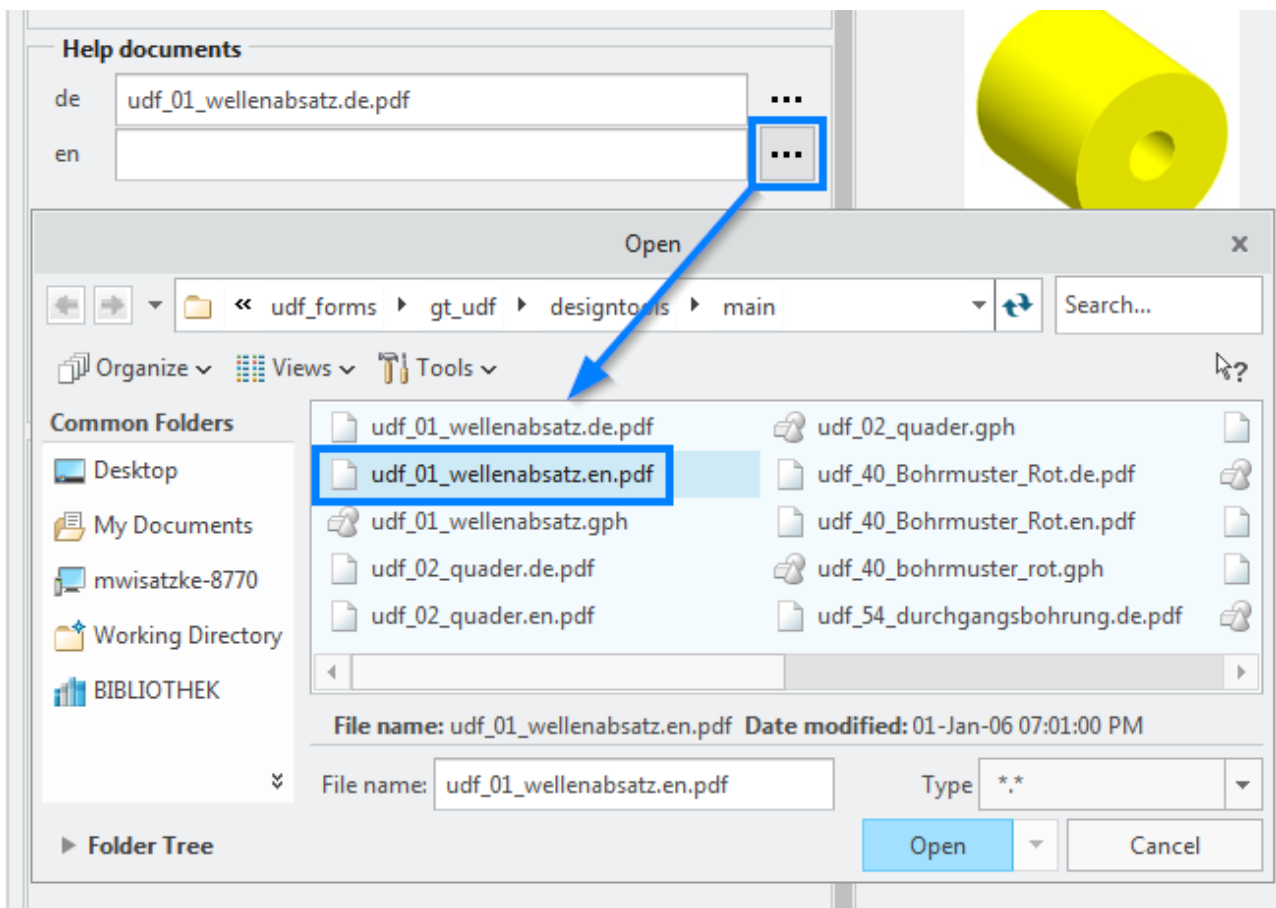 Help documents
de udf_01_wellenabsatz.de.pdf ...
en ...
Open x
« udf_forms gt_udf designtools main Search...
Organize Views Tools ?
Common Folders
Desktop
My Documents
mwisatzke-8770
Working Directory
BIBLIOTHEK
udf_01_wellenabsatz.de.pdf udf_02_quader.gph
udf_01_wellenabsatz.en.pdf udf_40_Bohrmuster_Rot.de.pdf
udf_01_wellenabsatz.gph udf_40_Bohrmuster_Rot.en.pdf
udf_02_quader.de.pdf udf_40_bohrmuster_rot.gph
udf_02_quader.en.pdf udf_54_durchgangsbohrung.de.pdf
File name: udf_01_wellenabsatz.en.pdf Date modified: 01-Jan-06 07:01:00 PM
File name: udf_01_wellenabsatz.en.pdf Type *.*
Folder Tree Open Cancel